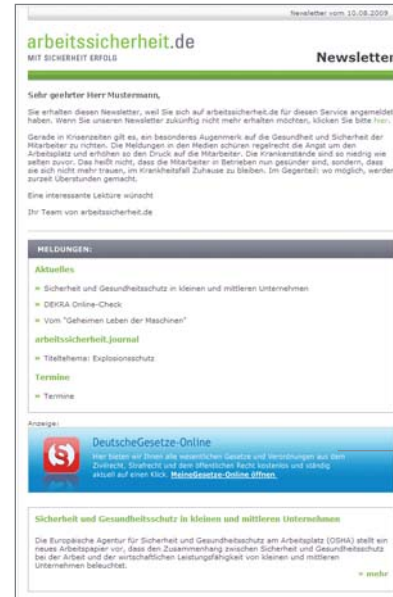 Newsletter vom 10.08.2009
arbeitssicherheit.de
MIT SICHERHEIT ERFOLG
Newsletter
Sehr geehrter Herr Mustermann,
Sie erhalten diesen Newsletter, weil Sie sich auf arbeitssicherheit.de für diesen Service angemeldet
haben. Wenn Sie unseren Newsletter zukünftig nicht mehr erhalten möchten, klicken Sie bitte hier.
Gerade in Krisenzeiten gilt es, ein besonderes Augenmerk auf die Gesundheit und Sicherheit der
Mitarbeiter zu richten. Die Meldungen in den Medien schüren regelrecht die Angst um den
Arbeitsplatz und erhöhen so den Druck auf die Mitarbeiter. Die Krankenstände sind so niedrig wie
selten zuvor. Das heißt nicht, dass die Mitarbeiter in Betrieben nun gesünder sind, sondern, dass
sie sich nicht mehr trauen, im Krankheitsfall Zuhause zu bleiben. Im Gegenteil: wo möglich, werden
zurzeit Überstunden gemacht.
Eine interessante Lektüre wünscht
Ihr Team von arbeitssicherheit.de
MELDUNGEN:
Aktuelles
» Sicherheit und Gesundheitsschutz in kleinen und mittleren Unternehmen
» DEKRA Online-Check
» Vom "Geheimen Leben der Maschinen"
arbeitssicherheit.journal
» Titelthema: Explosionsschutz
Termine
» Termine
Anzeige:
DeutscheGesetze-Online
Hier bieten wir Ihnen alle wesentlichen Gesetze und Verordnungen aus dem
Zivilrecht, Strafrecht und dem öffentlichen Recht kostenlos und ständig
aktuell auf einen Klick. MeineGesetze-Online öffnen.
Sicherheit und Gesundheitsschutz in kleinen und mittleren Unternehmen
Die Europäische Agentur für Sicherheit und Gesundheitsschutz am Arbeitsplatz (OSHA) stellt ein
neues Arbeitspapier vor, dass den Zusammenhang zwischen Sicherheit und Gesundheitsschutz
bei der Arbeit und der wirtschaftlichen Leistungsfähigkeit von kleinen und mittleren
Unternehmen beleuchtet.
» mehr